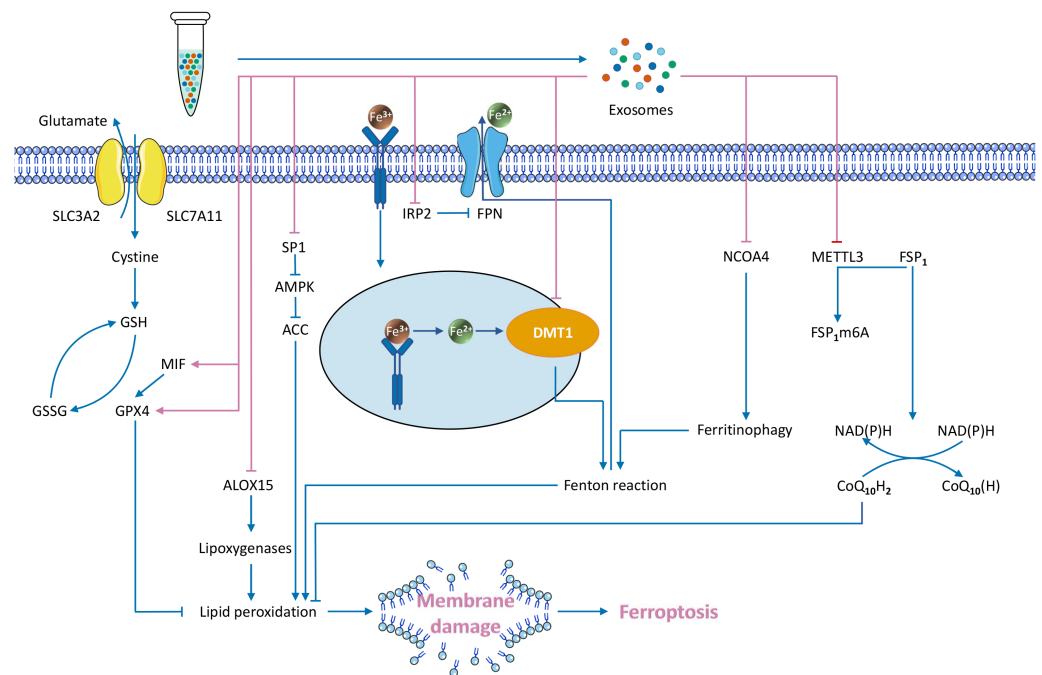 Exosomes
Glutamate
Fe3+
Fe2+
SLC3A2
SLC7A11
IRP2
FPN
SP1
Cystine
NCOA4
METTL3
FSP1
AMPK
GSH
ACC
Fe3+
Fe2+
DMT1
FSP1m6A
MIF
GSSG
GPX4
Ferritinophagy
NAD(P)H
NAD(P)H
ALOX15
Fenton reaction
CoQ10H2
CoQ10(H)
Lipoxygenases
Lipid peroxidation
Membrane
damage
Ferroptosis